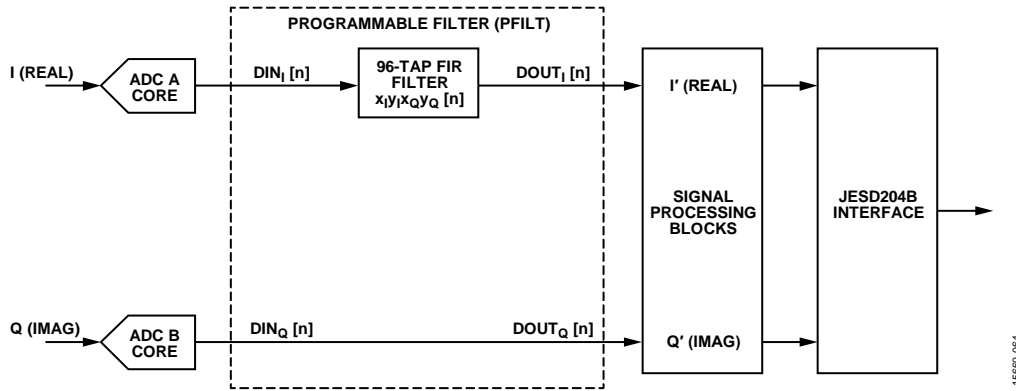 PROGRAMMABLE FILTER (PFILT)
I (REAL)
ADC A
CORE
DINI [n]
96-TAP FIR
FILTER
xIyIxQyQ [n]
DOUTI [n]
I′ (REAL)
SIGNAL
PROCESSING
BLOCKS
JESD204B
INTERFACE
Q (IMAG)
ADC B
CORE
DINQ [n]
DOUTQ [n]
Q′ (IMAG)